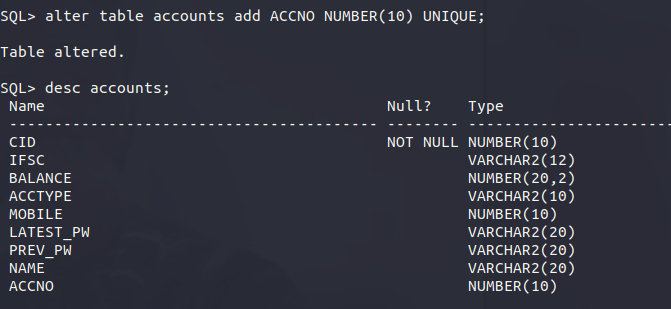 SQL> alter table accounts add ACCNO NUMBER(10) UNIQUE;
Table altered.
SQL> desc accounts;
Name Null? Type
----------------------------------------- -------- ----------------------
CID NOT NULL NUMBER(10)
IFSC VARCHAR2(12)
BALANCE NUMBER(20,2)
ACCTYPE VARCHAR2(10)
MOBILE NUMBER(10)
LATEST_PW VARCHAR2(20)
PREV_PW VARCHAR2(20)
NAME VARCHAR2(20)
ACCNO NUMBER(10)